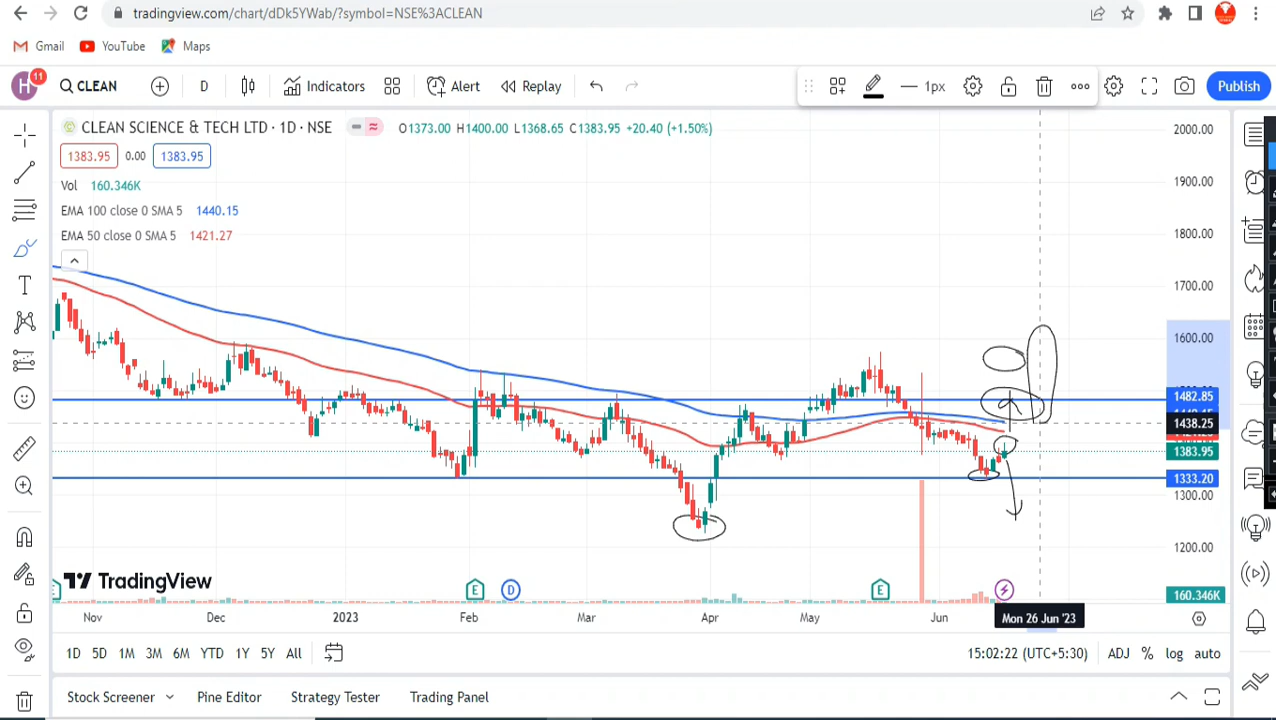 tradingview.com/chart/dDk5YWab/?symbol=NSE%3ACLEAN
Gmail YouTube Maps
H 11 CLEAN D Indicators Alert Replay 1px Publish
CLEAN SCIENCE & TECH LTD · 1D · NSE O1373.00 H1400.00 L1368.65 C1383.95 +20.40 (+1.50%)
1383.95 0.00 1383.95
Vol 160.346K
EMA 100 close 0 SMA 5 1440.15
EMA 50 close 0 SMA 5 1421.27
2000.00
1900.00
1800.00
1700.00
1600.00
1482.85
1438.25
1383.95
1333.20
1300.00
1200.00
160.346K
TradingView
E E D E
Nov Dec 2023 Feb Mar Apr May Jun Mon 26 Jun '23
1D 5D 1M 3M 6M YTD 1Y 5Y All 15:02:22 (UTC+5:30) ADJ % log auto
Stock Screener Pine Editor Strategy Tester Trading Panel